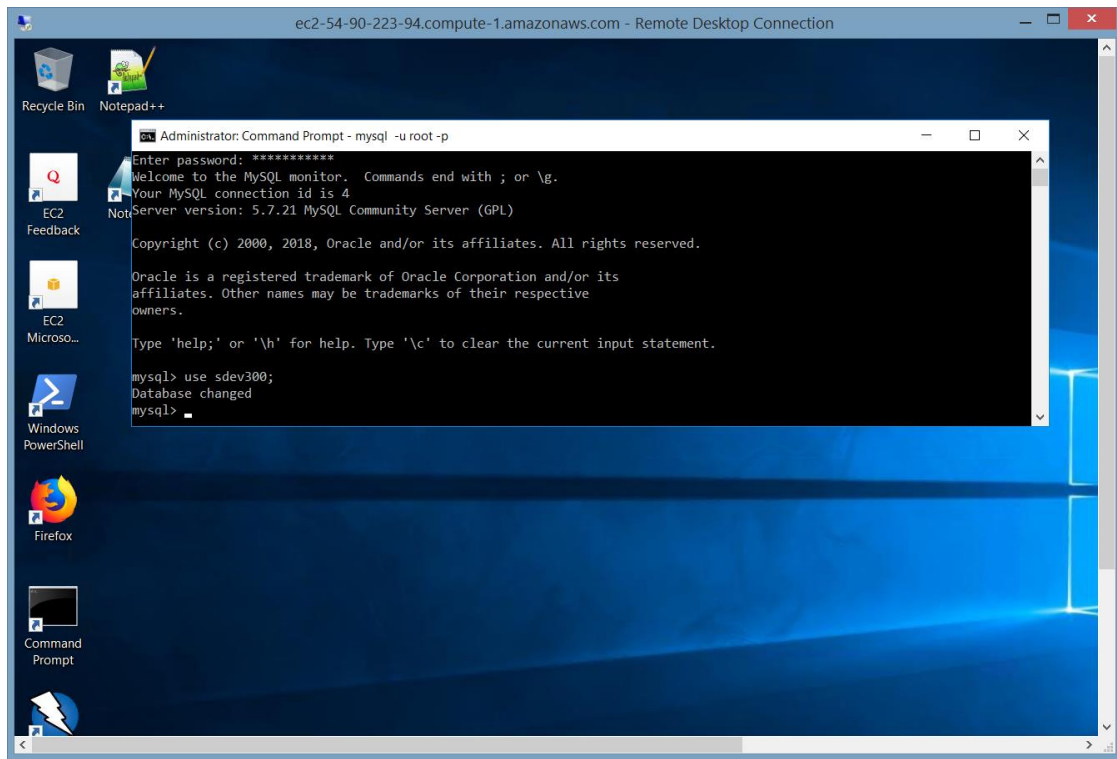 ec2-54-90-223-94.compute-1.amazonaws.com - Remote Desktop Connection
Recycle Bin
Notepad++
Administrator: Command Prompt - mysql -u root -p
Enter password: ***********
Welcome to the MySQL monitor.  Commands end with ; or \g.
Your MySQL connection id is 4
Server version: 5.7.21 MySQL Community Server (GPL)
Copyright (c) 2000, 2018, Oracle and/or its affiliates. All rights reserved.
Oracle is a registered trademark of Oracle Corporation and/or its
affiliates. Other names may be trademarks of their respective
owners.
Type 'help;' or '\h' for help. Type '\c' to clear the current input statement.
mysql> use sdev300;
Database changed
mysql>
Q
EC2
Feedback
Not
EC2
Microso...
Windows
PowerShell
Firefox
Command
Prompt